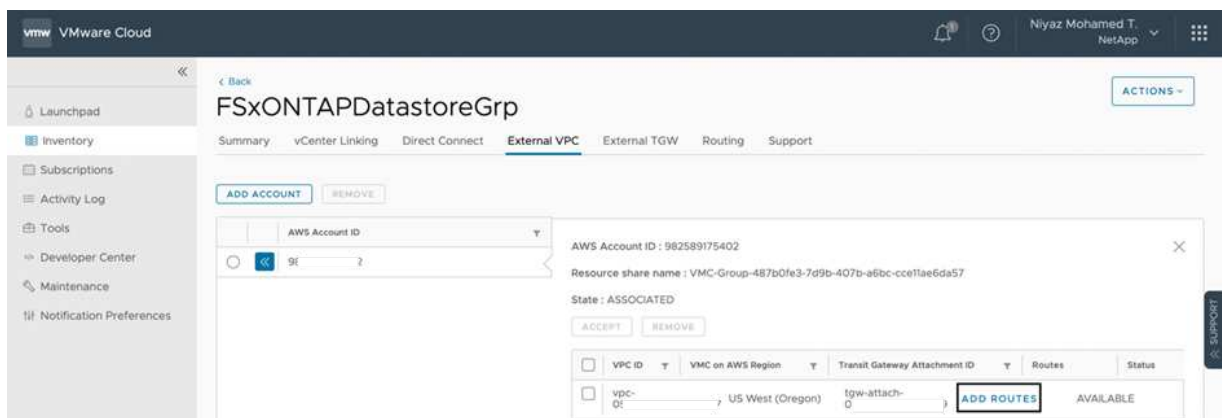 vmw VMware Cloud
Niyaz Mohamed T.
NetApp
Back
FSxONTAPDatastoreGrp
ACTIONS
Launchpad
Inventory
Subscriptions
Activity Log
Tools
Developer Center
Maintenance
Notification Preferences
Summary vCenter Linking Direct Connect External VPC External TGW Routing Support
ADD ACCOUNT REMOVE
AWS Account ID
98 2
AWS Account ID : 982589175402
Resource share name : VMC-Group-487b0fe3-7d9b-407b-a6bc-cce11ae6da57
State : ASSOCIATED
ACCEPT REMOVE
VPC ID VMC on AWS Region Transit Gateway Attachment ID Routes Status
vpc- US West (Oregon) tgw-attach- ADD ROUTES AVAILABLE
SUPPORT